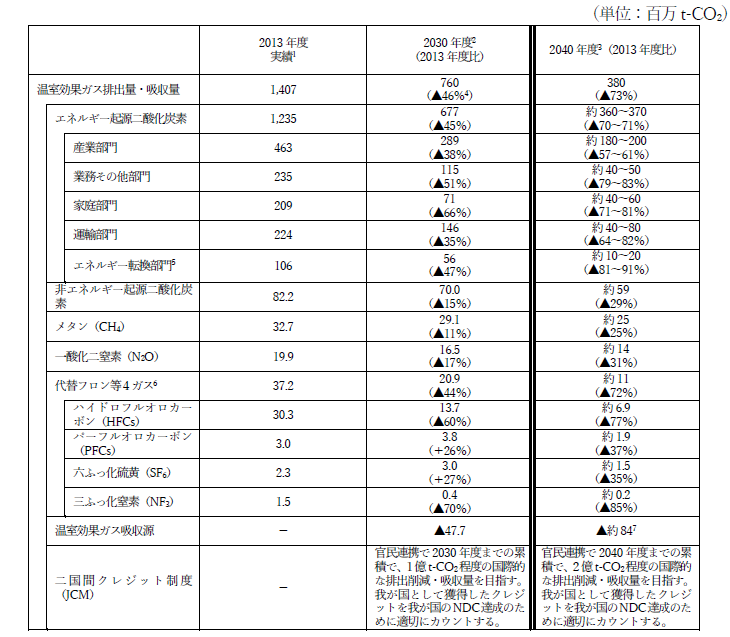 （単位：百万 t-CO₂）
2013 年度
実績¹
2030 年度²
（2013 年度比）
2040 年度³（2013 年度比）
温室効果ガス排出量・吸収量
1,407
760
（▲46%⁴）
380
（▲73%）
エネルギー起源二酸化炭素
1,235
677
（▲45%）
約 360～370
（▲70～71%）
産業部門
463
289
（▲38%）
約 180～200
（▲57～61%）
業務その他部門
235
115
（▲51%）
約 40～50
（▲79～83%）
家庭部門
209
71
（▲66%）
約 40～60
（▲71～81%）
運輸部門
224
146
（▲35%）
約 40～80
（▲64～82%）
エネルギー転換部門⁵
106
56
（▲47%）
約 10～20
（▲81～91%）
非エネルギー起源二酸化炭
素
82.2
70.0
（▲15%）
約 59
（▲29%）
メタン（CH₄）
32.7
29.1
（▲11%）
約 25
（▲25%）
一酸化二窒素（N₂O）
19.9
16.5
（▲17%）
約 14
（▲31%）
代替フロン等４ガス⁶
37.2
20.9
（▲44%）
約 11
（▲72%）
ハイドロフルオロカー
ボン（HFCs）
30.3
13.7
（▲60%）
約 6.9
（▲77%）
パーフルオロカーボン
（PFCs）
3.0
3.8
（+26%）
約 1.9
（▲37%）
六ふっ化硫黄（SF₆）
2.3
3.0
（+27%）
約 1.5
（▲35%）
三ふっ化窒素（NF₃）
1.5
0.4
（▲70%）
約 0.2
（▲85%）
温室効果ガス吸収源
－
▲47.7
▲約 84⁷
二国間クレジット制度
（JCM）
－
官民連携で 2030 年度までの累
積で、１億 t-CO₂ 程度の国際的
な排出削減・吸収量を目指す。
我が国として獲得したクレジ
ットを我が国の NDC 達成のた
めに適切にカウントする。
官民連携で 2040 年度までの累
積で、２億 t-CO₂ 程度の国際的
な排出削減・吸収量を目指す。
我が国として獲得したクレジ
ットを我が国の NDC 達成のた
めに適切にカウントする。